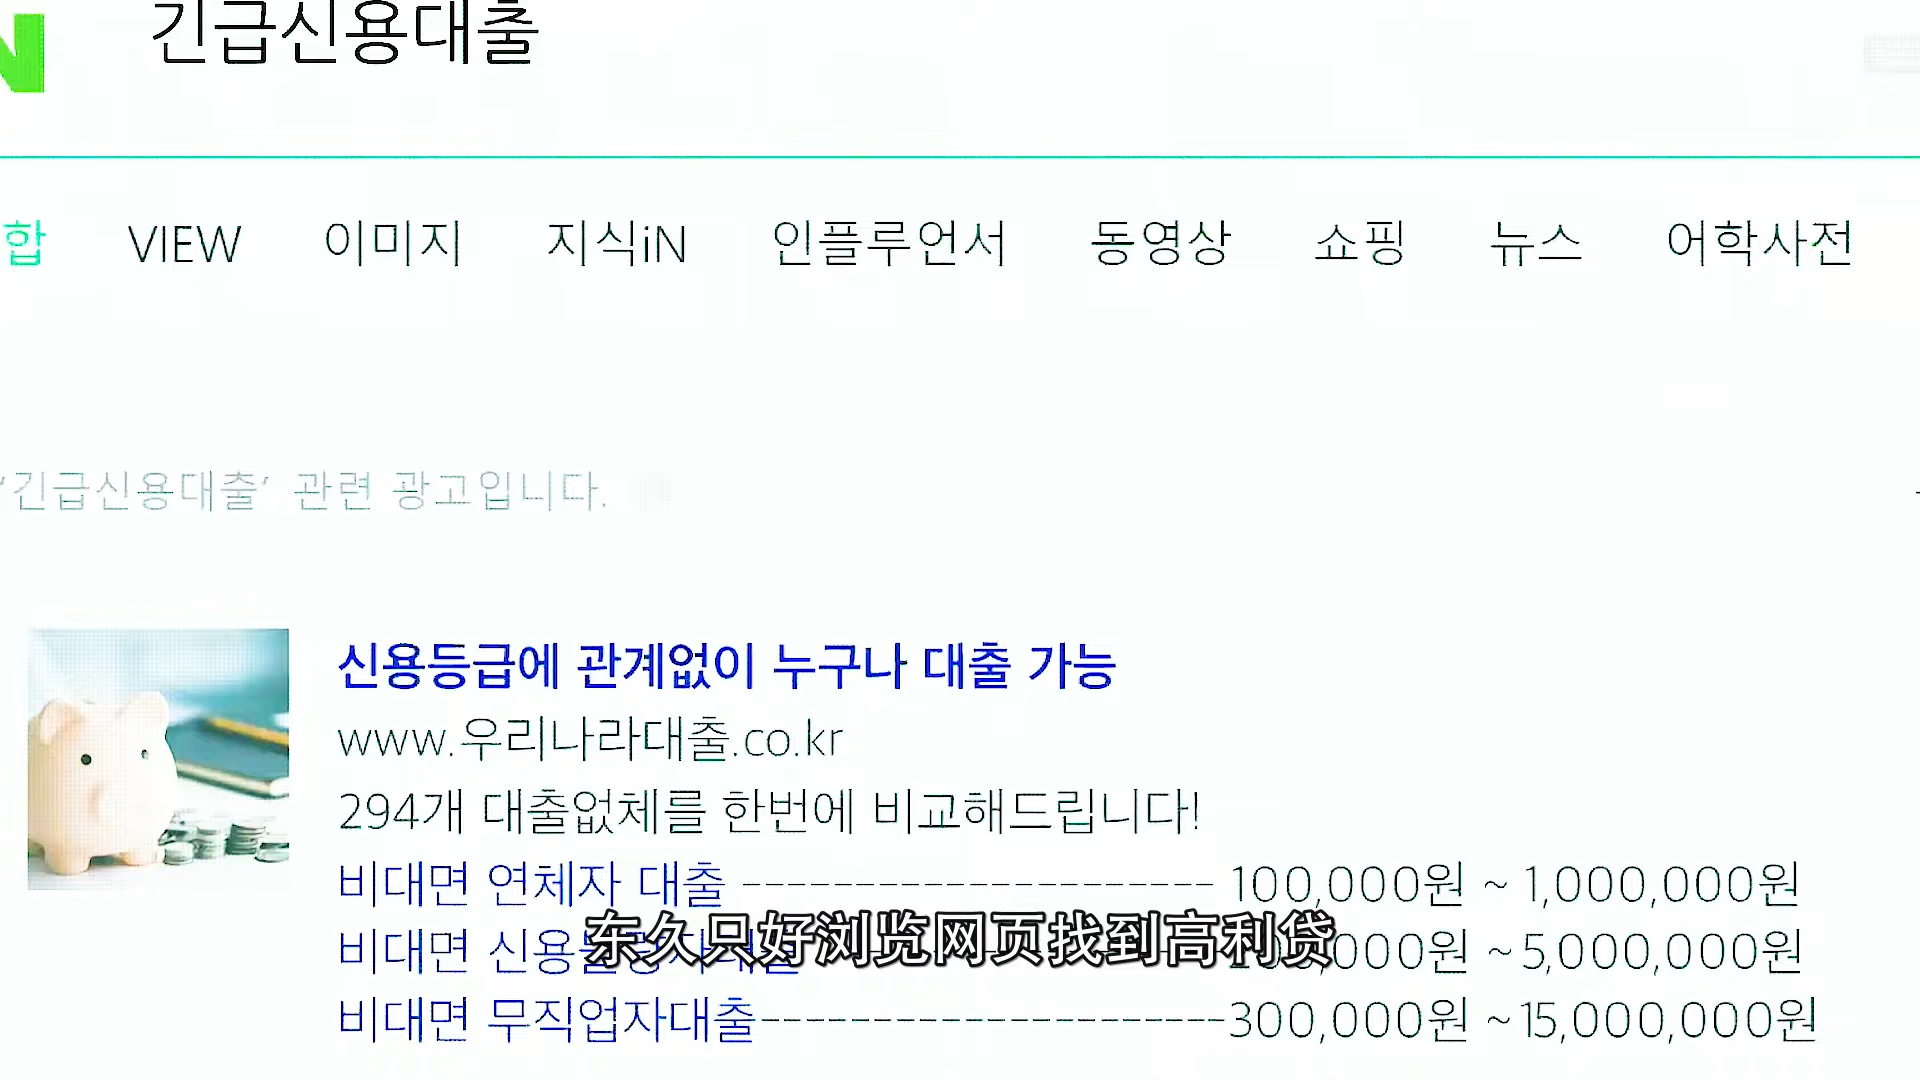 긴급신용대출
합 VIEW 이미지 지식iN 인플루언서 동영상 쇼핑 뉴스 어학사전
'긴급신용대출' 관련 광고입니다.
신용등급에 관계없이 누구나 대출 가능
www.우리나라대출.co.kr
294개 대출없체를 한번에 비교해드립니다!
비대면 연체자 대출 ---------------------- 100,000원 ~ 1,000,000원
东久只好浏览网页找到高利贷
비대면 000원 ~ 5,000,000원
비대면 무직업자대출----------------------300,000원 ~ 15,000,000원